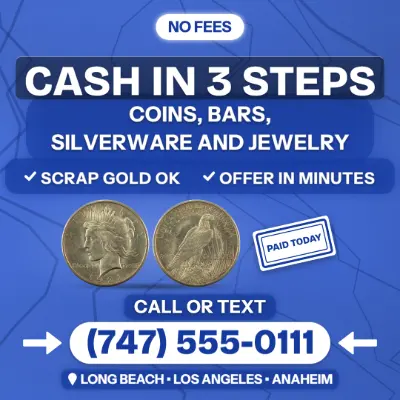 NO FEES
CASH IN 3 STEPS
COINS, BARS,
SILVERWARE AND JEWELRY
✓ SCRAP GOLD OK ✓ OFFER IN MINUTES
PAID TODAY
CALL OR TEXT
(747) 555-0111
LONG BEACH • LOS ANGELES • ANAHEIM